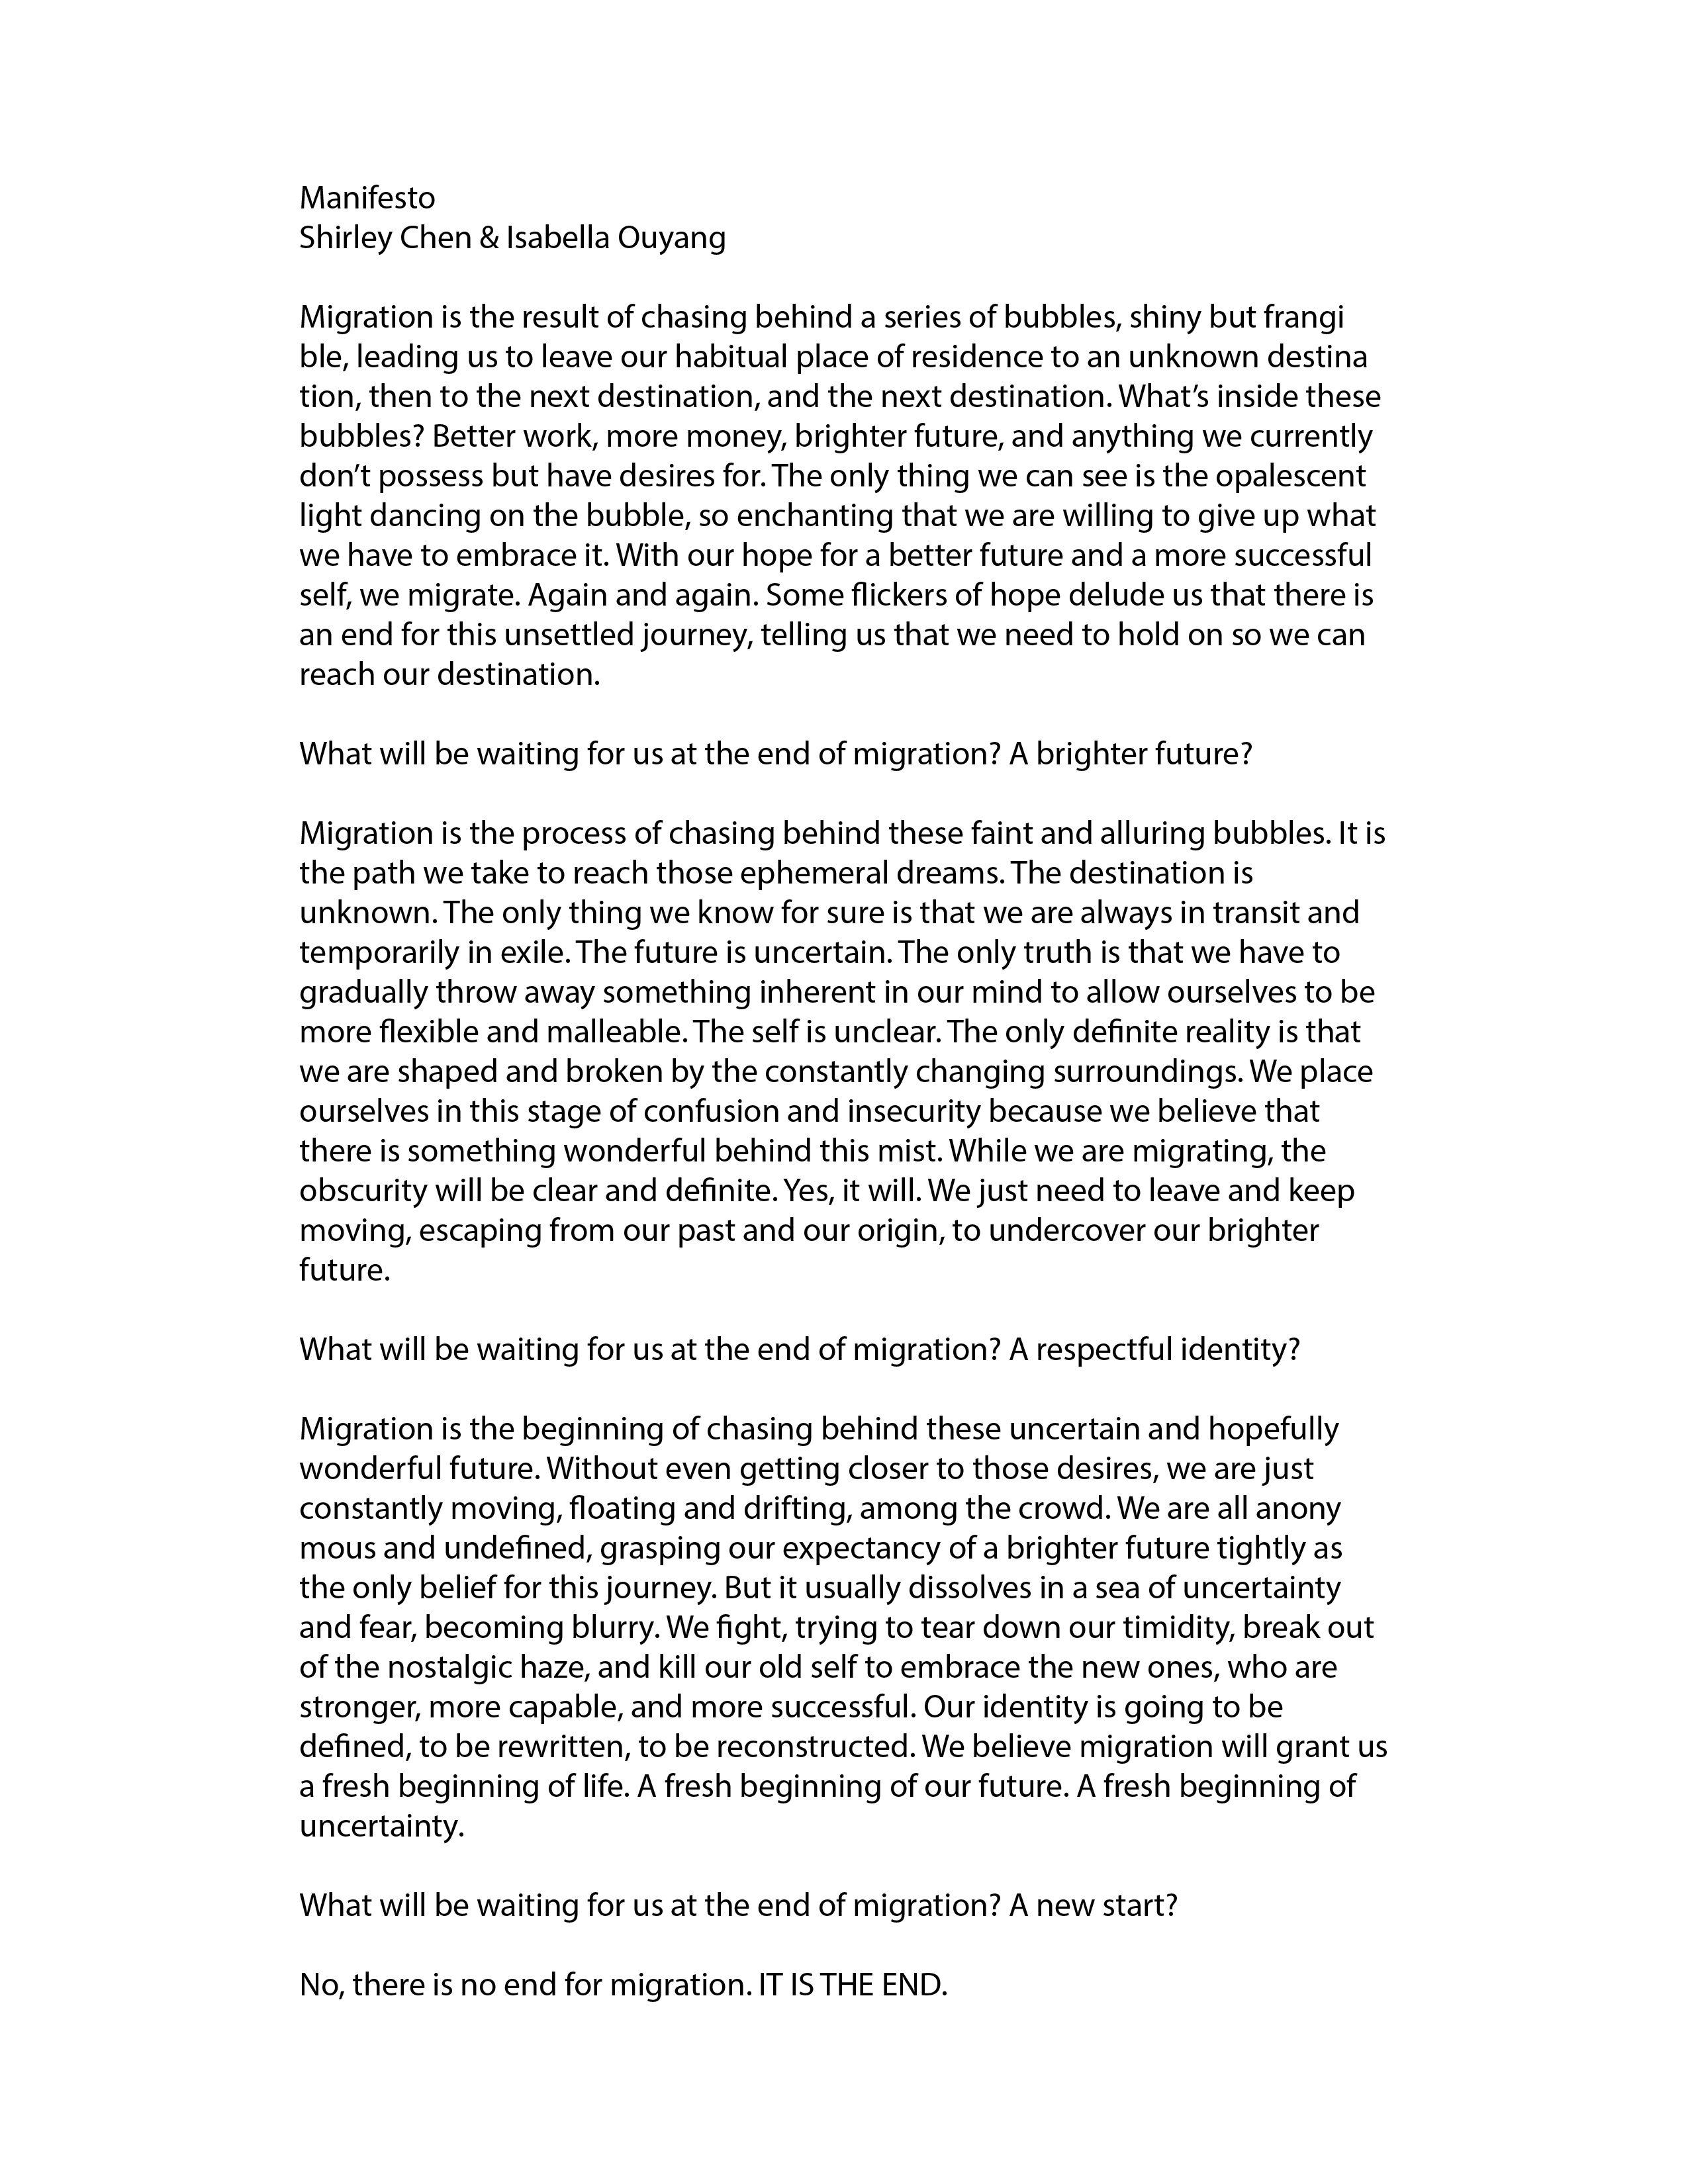 Manifesto
Shirley Chen & Isabella Ouyang
Migration is the result of chasing behind a series of bubbles, shiny but frangi
ble, leading us to leave our habitual place of residence to an unknown destina
tion, then to the next destination, and the next destination. What’s inside these
bubbles? Better work, more money, brighter future, and anything we currently
don’t possess but have desires for. The only thing we can see is the opalescent
light dancing on the bubble, so enchanting that we are willing to give up what
we have to embrace it. With our hope for a better future and a more successful
self, we migrate. Again and again. Some flickers of hope delude us that there is
an end for this unsettled journey, telling us that we need to hold on so we can
reach our destination.
What will be waiting for us at the end of migration? A brighter future?
Migration is the process of chasing behind these faint and alluring bubbles. It is
the path we take to reach those ephemeral dreams. The destination is
unknown. The only thing we know for sure is that we are always in transit and
temporarily in exile. The future is uncertain. The only truth is that we have to
gradually throw away something inherent in our mind to allow ourselves to be
more flexible and malleable. The self is unclear. The only definite reality is that
we are shaped and broken by the constantly changing surroundings. We place
ourselves in this stage of confusion and insecurity because we believe that
there is something wonderful behind this mist. While we are migrating, the
obscurity will be clear and definite. Yes, it will. We just need to leave and keep
moving, escaping from our past and our origin, to undercover our brighter
future.
What will be waiting for us at the end of migration? A respectful identity?
Migration is the beginning of chasing behind these uncertain and hopefully
wonderful future. Without even getting closer to those desires, we are just
constantly moving, floating and drifting, among the crowd. We are all anony
mous and undefined, grasping our expectancy of a brighter future tightly as
the only belief for this journey. But it usually dissolves in a sea of uncertainty
and fear, becoming blurry. We fight, trying to tear down our timidity, break out
of the nostalgic haze, and kill our old self to embrace the new ones, who are
stronger, more capable, and more successful. Our identity is going to be
defined, to be rewritten, to be reconstructed. We believe migration will grant us
a fresh beginning of life. A fresh beginning of our future. A fresh beginning of
uncertainty.
What will be waiting for us at the end of migration? A new start?
No, there is no end for migration. IT IS THE END.